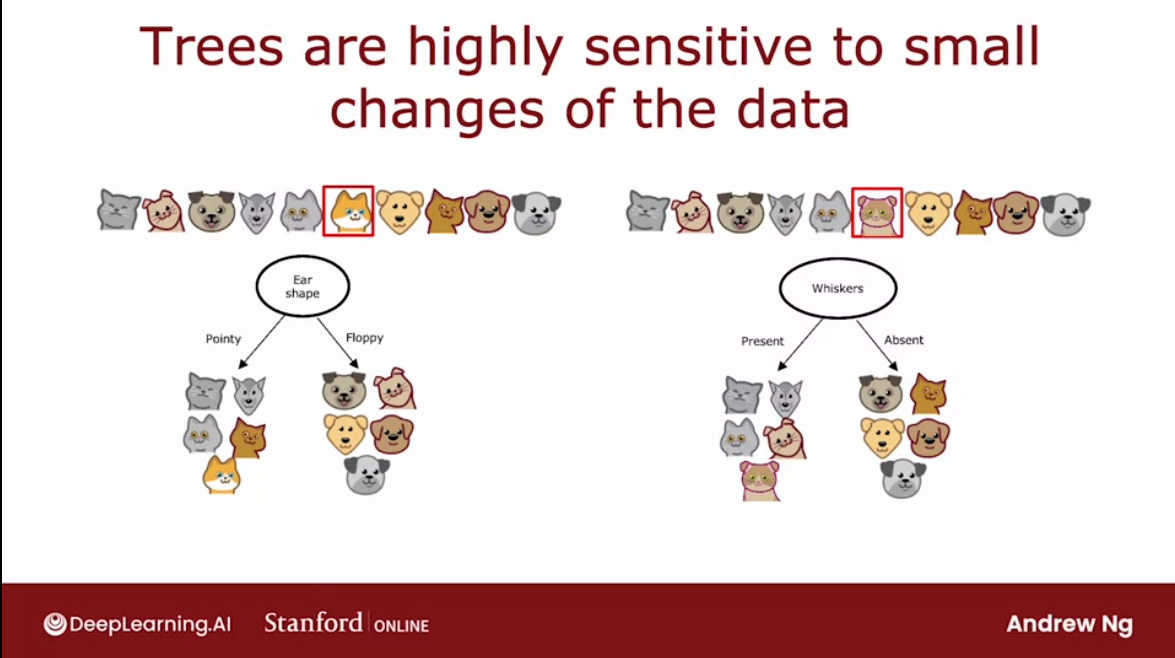 Trees are highly sensitive to small
changes of the data
Ear
shape
Pointy
Floppy
Whiskers
Present
Absent
DeepLearning.AI
Stanford ONLINE
Andrew Ng